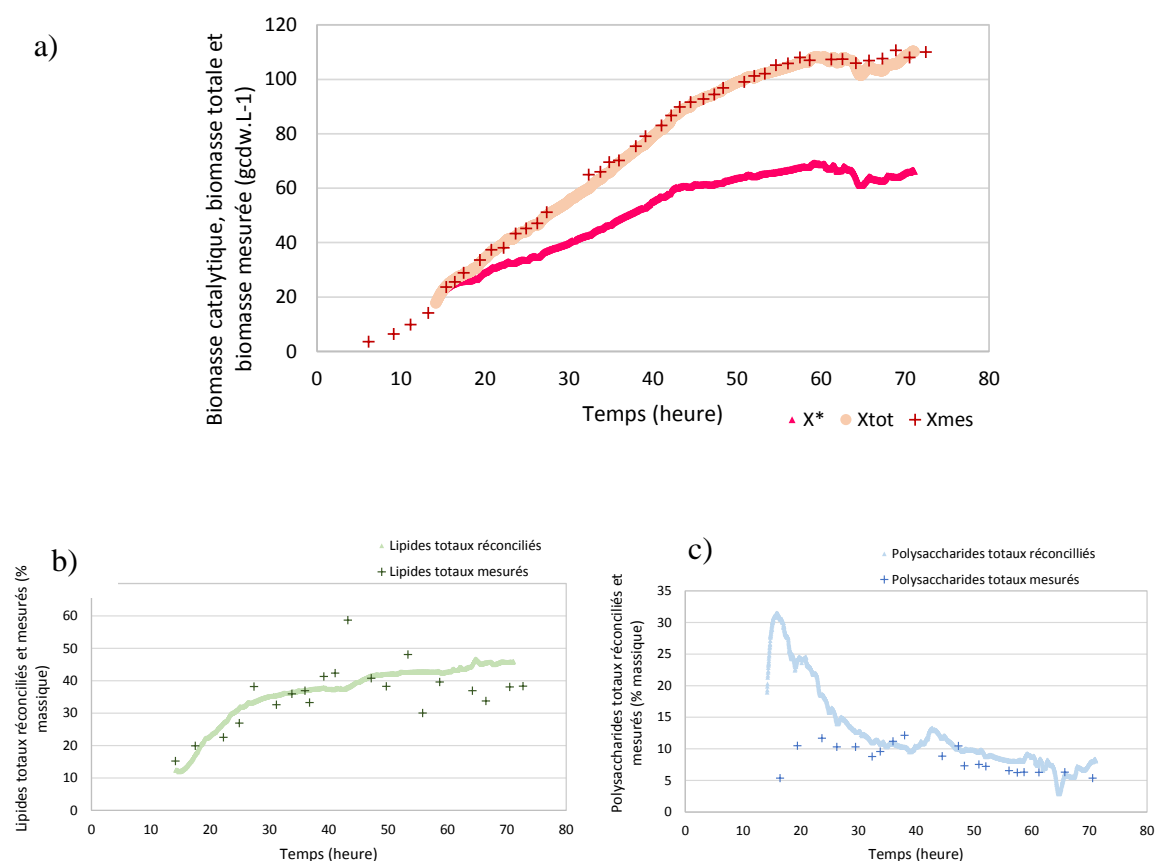 a)
Biomasse catalytique, biomasse totale et
biomasse mesurée (gcdw.L-1)
120
100
80
60
40
20
0
0 10 20 30 40 50 60 70 80
Temps (heure)
X* Xtot Xmes
b)
Lipides totaux réconciliés
Lipides totaux mesurés
Lipides totaux réconciliés et mesurés (%
massique)
60
50
40
30
20
10
0
0 10 20 30 40 50 60 70 80
Temps (heure)
c)
Polysaccharides totaux réconcilliés
Polysaccharides totaux mesurés
Polysaccharides totaux réconciliés et
mesurés (% massique)
35
30
25
20
15
10
5
0
0 10 20 30 40 50 60 70 80
Temps (heure)